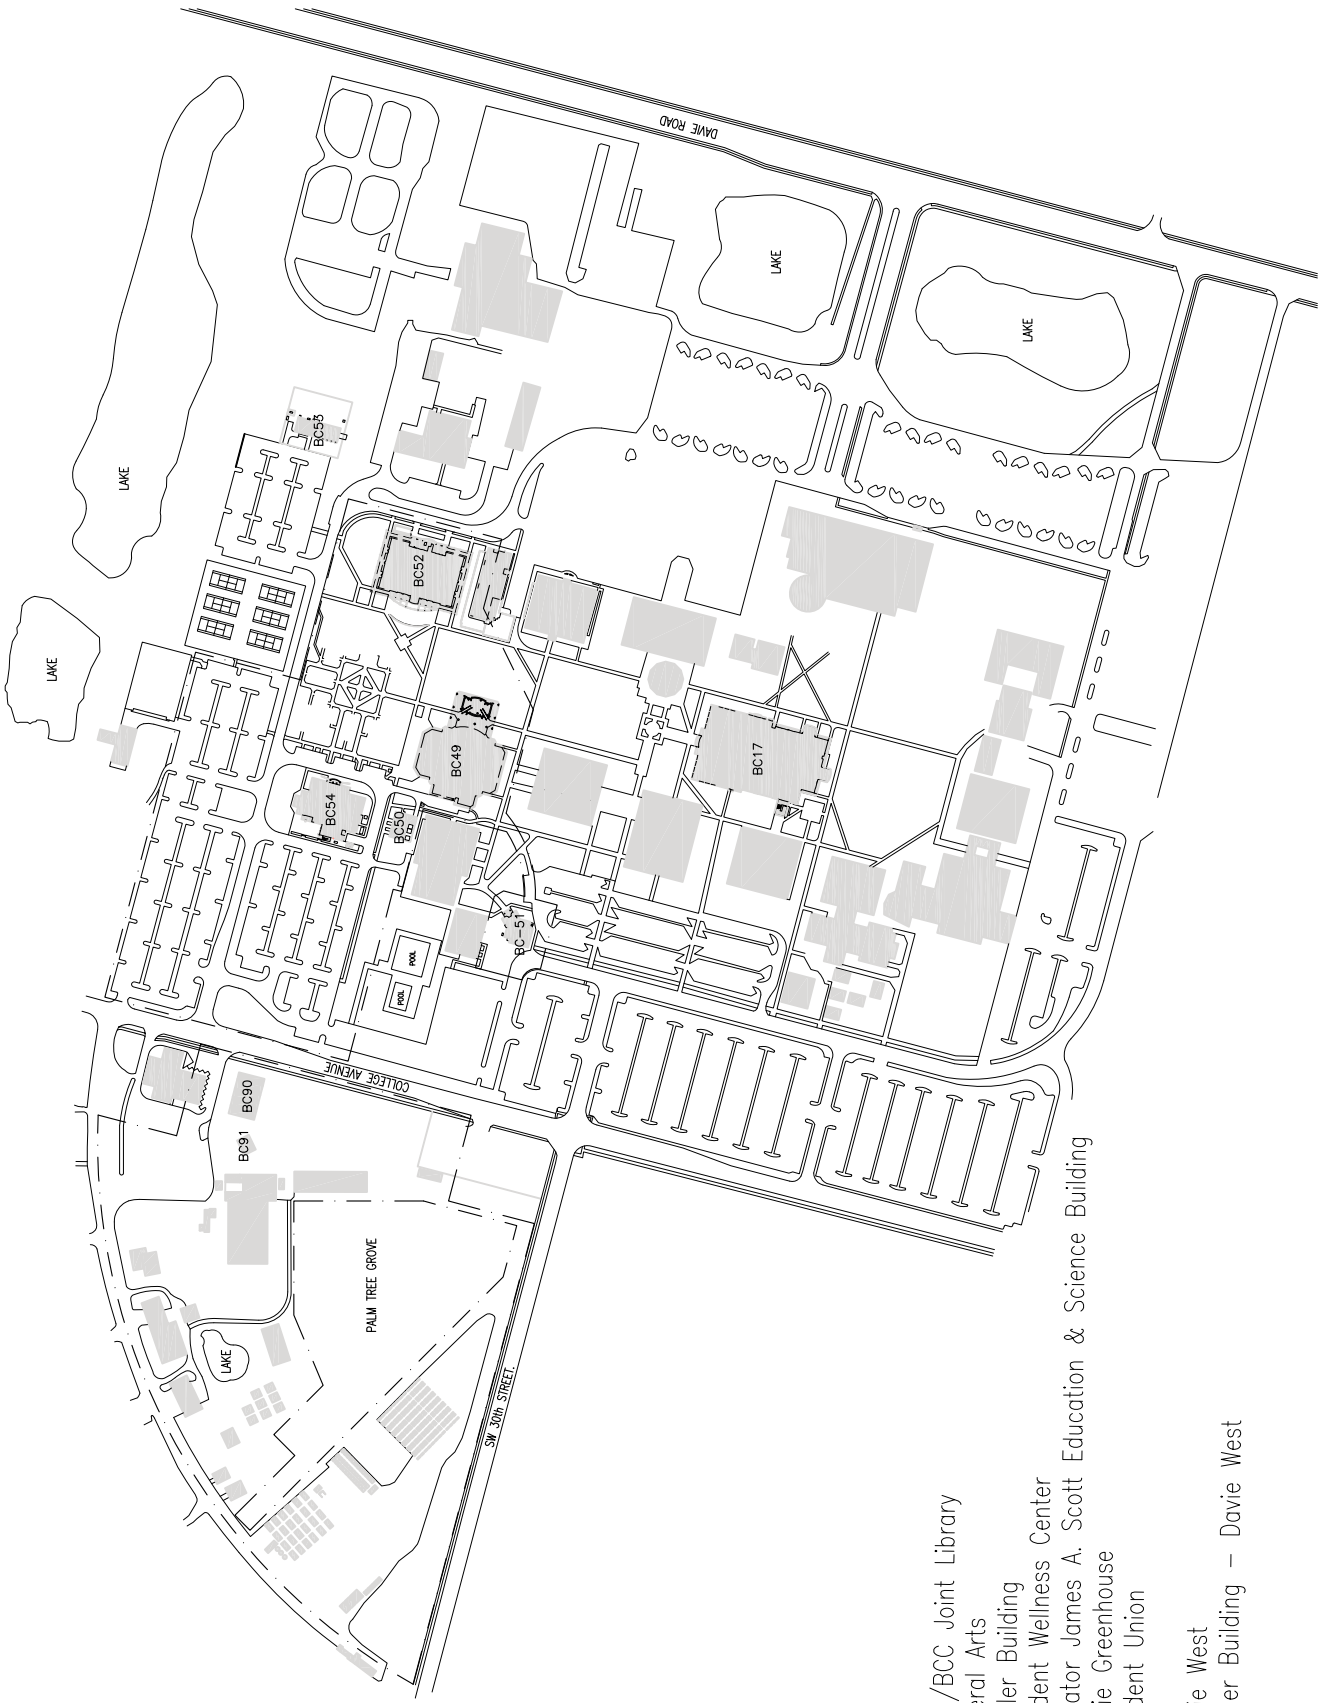 DAVIE ROAD
LAKE
LAKE
LAKE
BC53
LAKE
BC52
BC49
BC17
BC54
BC50
BC-51
POOL
POOL
COLLEGE AVENUE
BC90
BC91
PALM TREE GROVE
LAKE
SW 30th STREET.
/BCC Joint Library
eral Arts
ler Building
dent Wellness Center
ator James A. Scott Education & Science Building
ie Greenhouse
dent Union
e West
er Building – Davie West